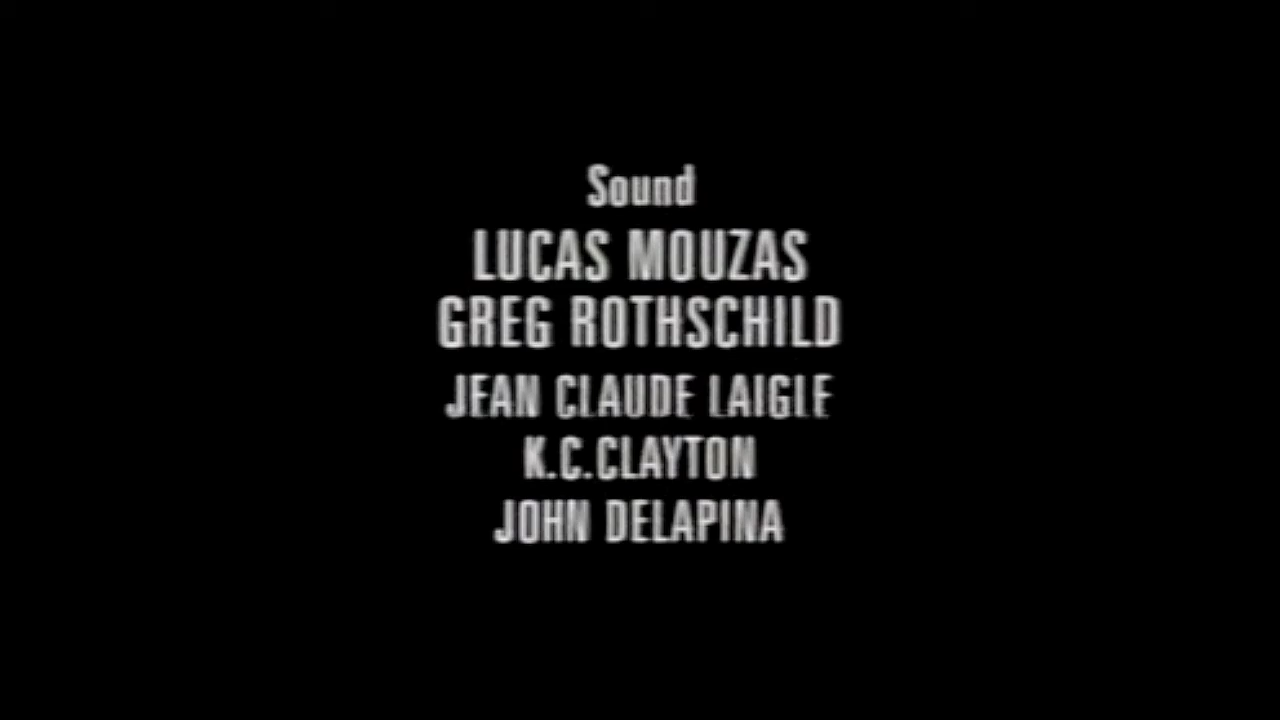 Sound
LUCAS MOUZAS
GREG ROTHSCHILD
JEAN CLAUDE LAIGLE
K.C.CLAYTON
JOHN DELAPINA